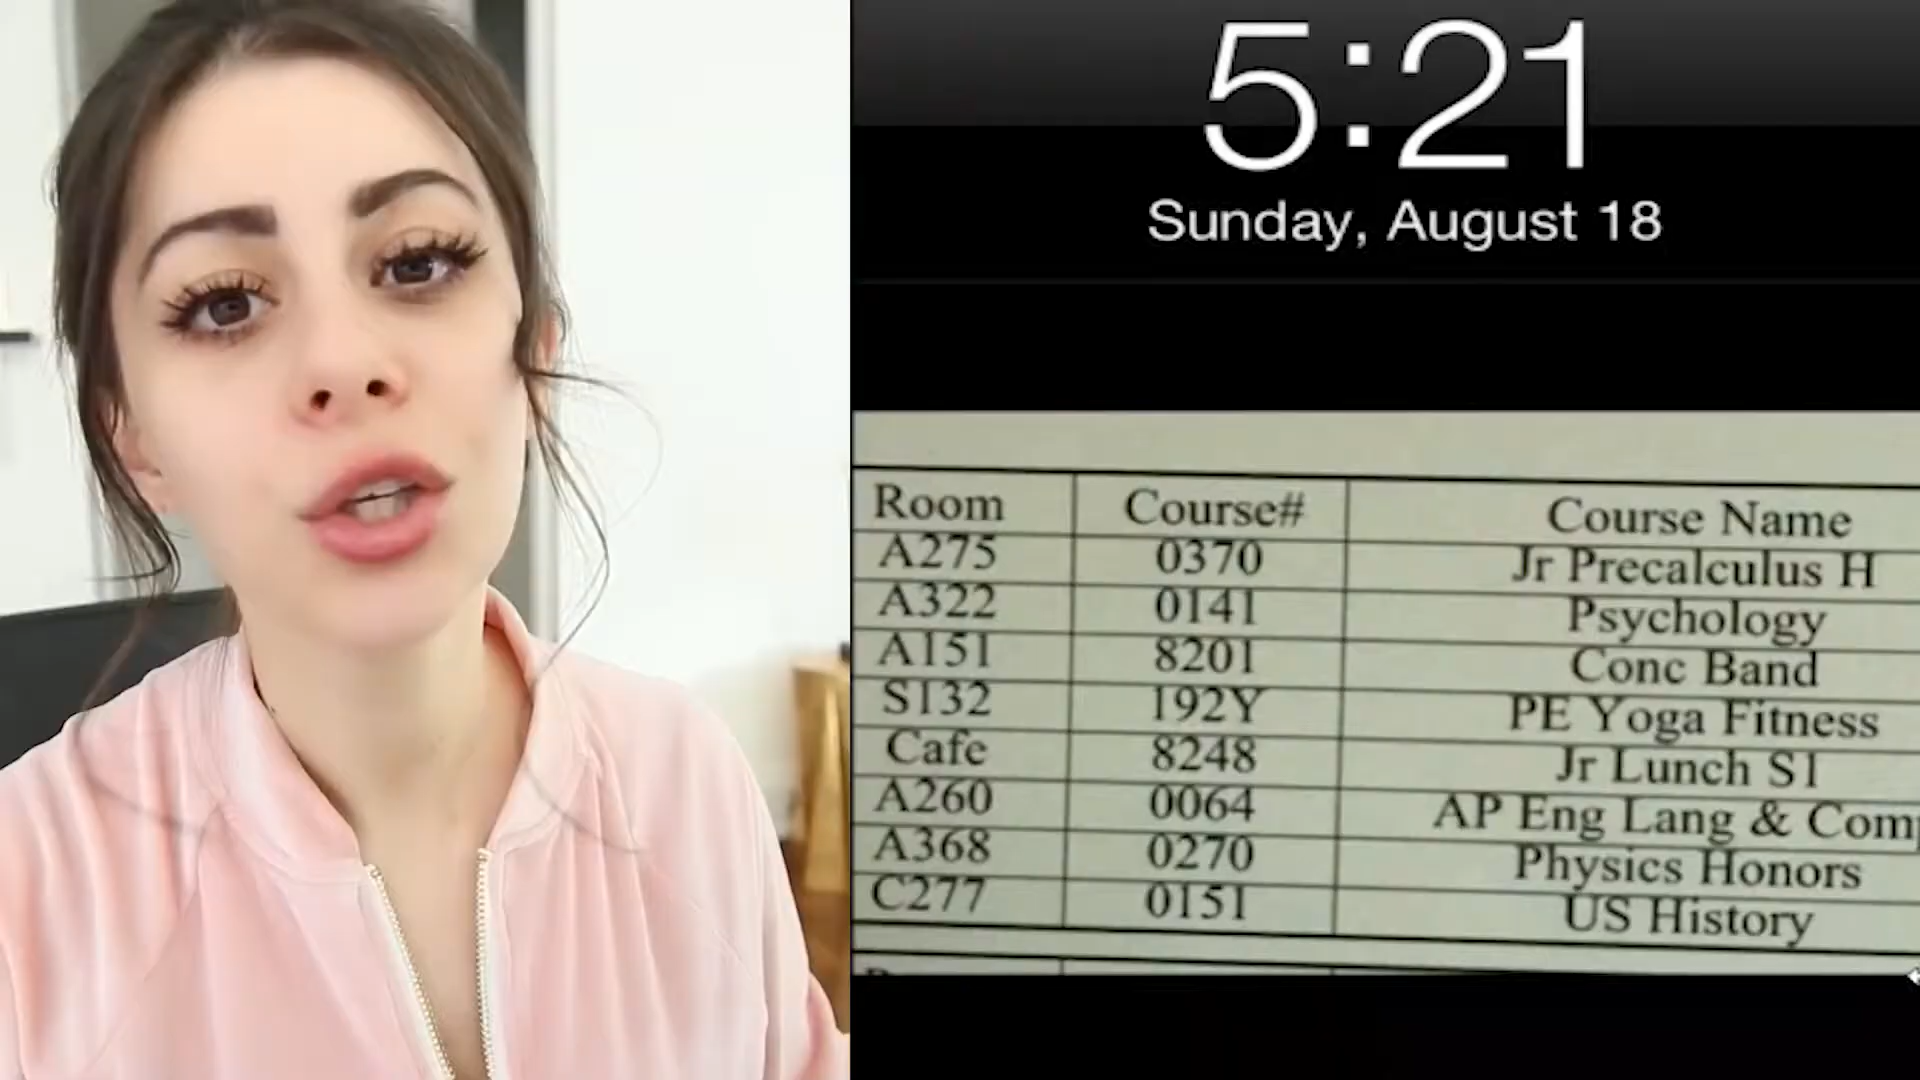 5:21
Sunday, August 18
Room Course# Course Name
A275 0370 Jr Precalculus H
A322 0141 Psychology
A151 8201 Conc Band
S132 192Y PE Yoga Fitness
Cafe 8248 Jr Lunch S1
A260 0064 AP Eng Lang & Comp
A368 0270 Physics Honors
C277 0151 US History